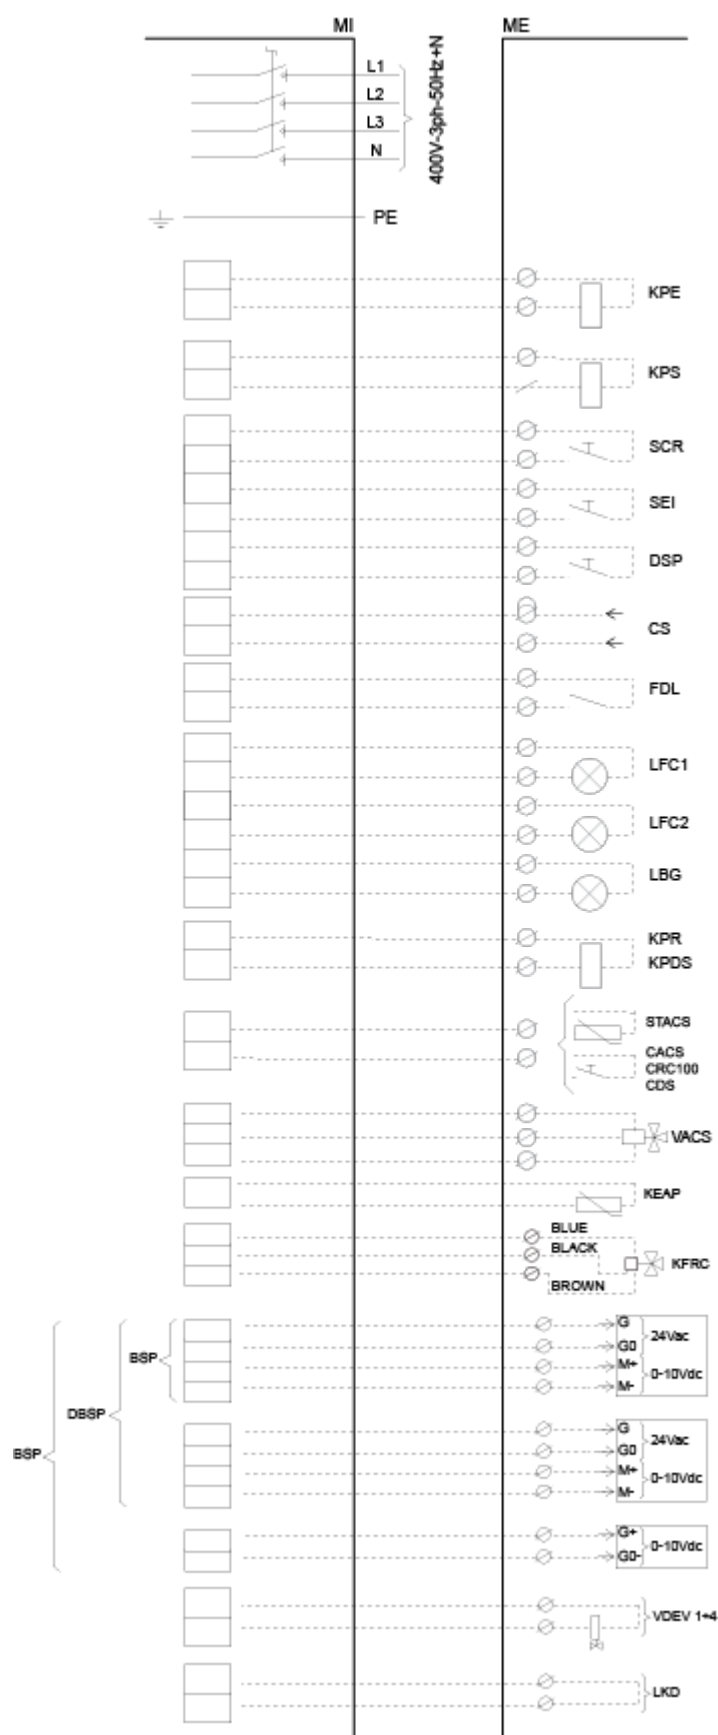 MI
ME
L1
L2
L3
N
400V-3ph-50Hz+N
PE
KPE
KPS
SCR
SEI
DSP
CS
FDL
LFC1
LFC2
LBG
KPR
KPDS
STACS
CACS
CRC100
CDS
VACS
KEAP
BLUE
BLACK
KFRC
BROWN
G
24Vac
G0
BSP
M+
0-10Vdc
M-
DBSP
G
24Vac
G0
BSP
M+
0-10Vdc
M-
G+
0-10Vdc
G0-
VDEV 1÷4
LKD